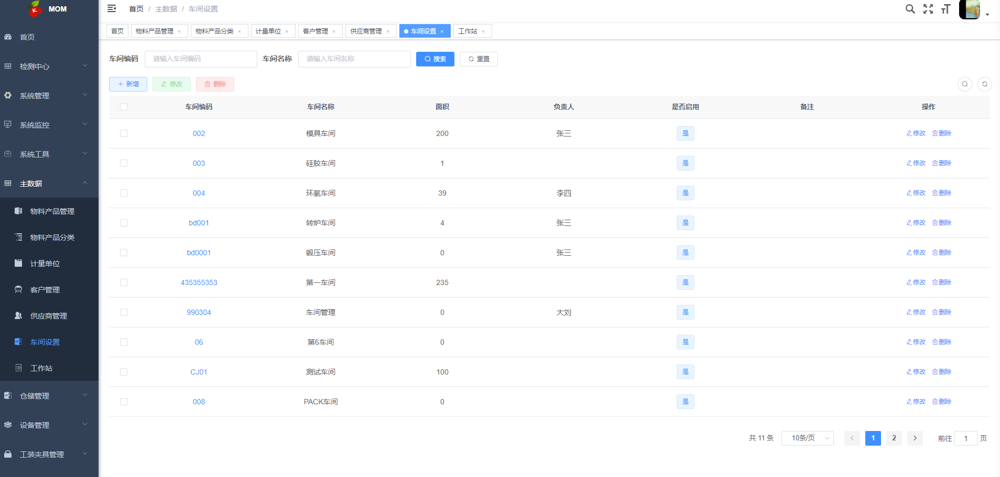 MOM
首页 / 主数据 / 车间设置
首页 物料产品管理 × 物料产品分类 × 计量单位 × 客户管理 × 供应商管理 × 车间设置 × 工作站 ×
首页
检测中心
系统管理
系统监控
系统工具
主数据
物料产品管理
物料产品分类
计量单位
客户管理
供应商管理
车间设置
工作站
仓储管理
设备管理
工装夹具管理
车间编码 请输入车间编码 车间名称 请输入车间名称 搜索 重置
新增 修改 删除
车间编码 车间名称 面积 负责人 是否启用 备注 操作
002 模具车间 200 张三 是 修改 删除
003 硅胶车间 1 是 修改 删除
004 环氧车间 39 李四 是 修改 删除
bd001 转炉车间 4 张三 是 修改 删除
bd0001 锻压车间 0 张三 是 修改 删除
435355353 第一车间 235 是 修改 删除
990304 车间管理 0 大刘 是 修改 删除
06 第6车间 0 是 修改 删除
CJ01 测试车间 100 是 修改 删除
008 PACK车间 0 是 修改 删除
共 11 条 10条/页 1 2 前往 1 页